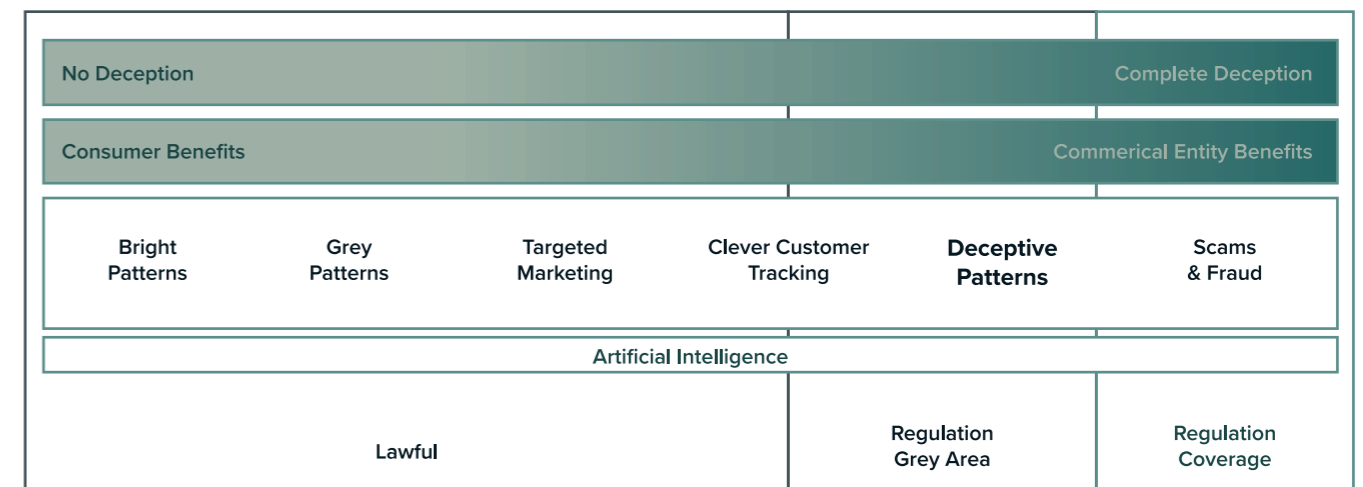 No Deception
Complete Deception
Consumer Benefits
Commerical Entity Benefits
Bright
Patterns
Grey
Patterns
Targeted
Marketing
Clever Customer
Tracking
Deceptive
Patterns
Scams
& Fraud
Artificial Intelligence
Lawful
Regulation
Grey Area
Regulation
Coverage